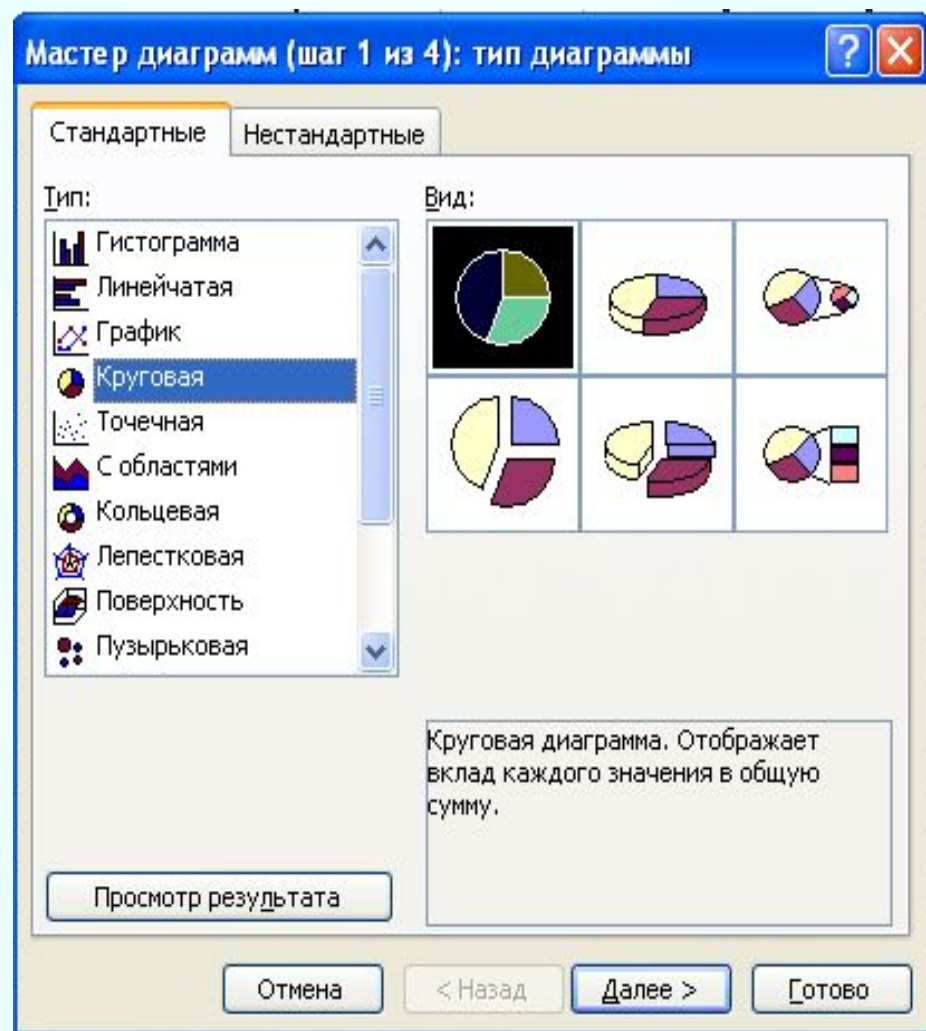 Мастер диаграмм (шаг 1 из 4): тип диаграммы
Стандартные
Нестандартные
Тип:
Вид:
Гистограмма
Линейчатая
График
Круговая
Точечная
С областями
Кольцевая
Лепестковая
Поверхность
Пузырьковая
Круговая диаграмма. Отображает
вклад каждого значения в общую
сумму.
Просмотр результата
Отмена
< Назад
Далее >
Готово